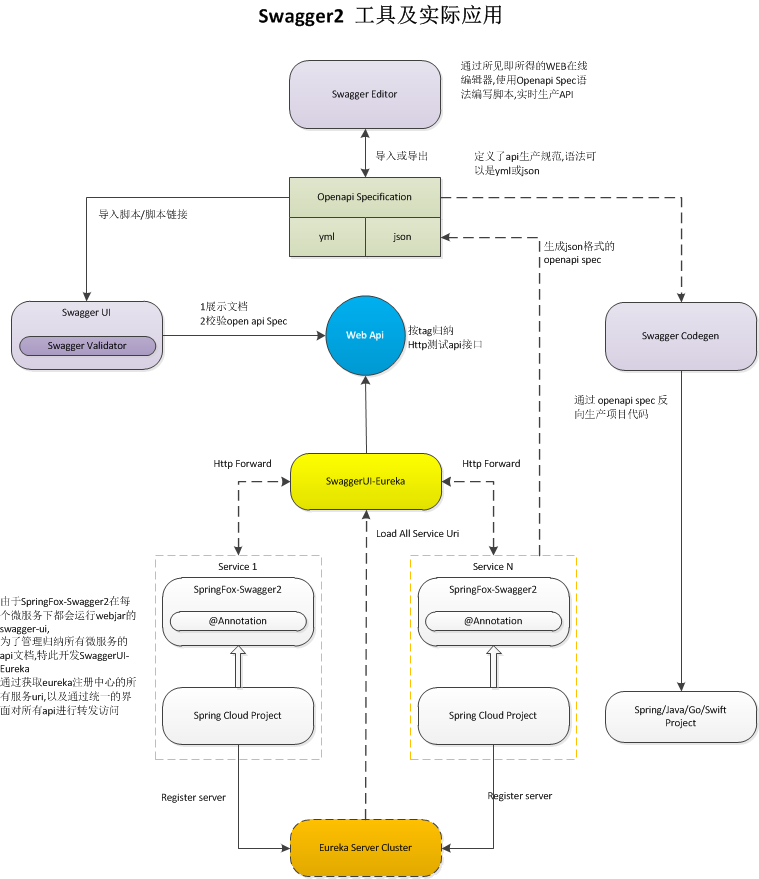 Swagger2 工具及实际应用
Swagger Editor
通过所见即所得的WEB在线
编辑器,使用Openapi Spec语
法编写脚本,实时生产API
导入或导出
定义了api生产规范,语法可
以是yml或json
Openapi Specification
yml
json
导入脚本/脚本链接
生成json格式的
openapi spec
Swagger UI
Swagger Validator
1展示文档
2校验open api Spec
Web Api
按tag归纳
Http测试api接口
Swagger Codegen
通过 openapi spec 反
向生产项目代码
Http Forward
SwaggerUI-Eureka
Http Forward
Load All Service Uri
Service 1
SpringFox-Swagger2
@Annotation
Spring Cloud Project
Service N
SpringFox-Swagger2
@Annotation
Spring Cloud Project
由于SpringFox-Swagger2在每
个微服务下都会运行webjar的
swagger-ui,
为了管理归纳所有微服务的
api文档,特此开发SwaggerUI-
Eureka
通过获取eureka注册中心的所
有服务uri,以及通过统一的界
面对所有api进行转发访问
Spring/Java/Go/Swift
Project
Register server
Register server
Eureka Server Cluster